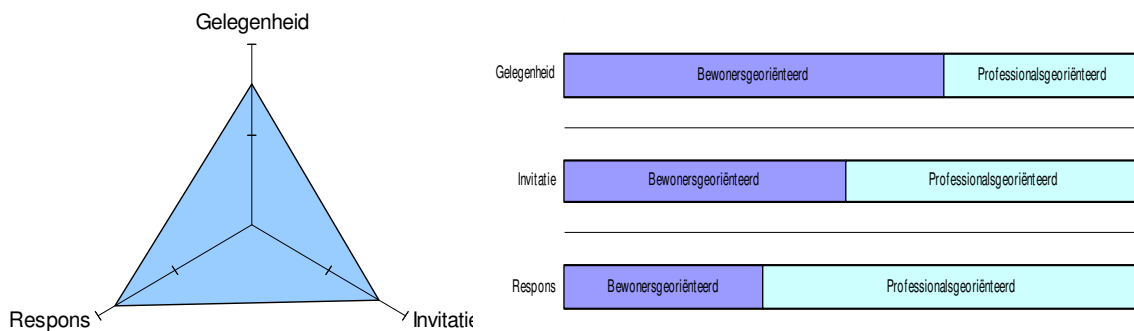 Gelegenheid
Respons
Invitatie
Gelegenheid
Bewonersgeoriënteerd
Professionalsgeoriënteerd
Invitatie
Bewonersgeoriënteerd
Professionalsgeoriënteerd
Respons
Bewonersgeoriënteerd
Professionalsgeoriënteerd